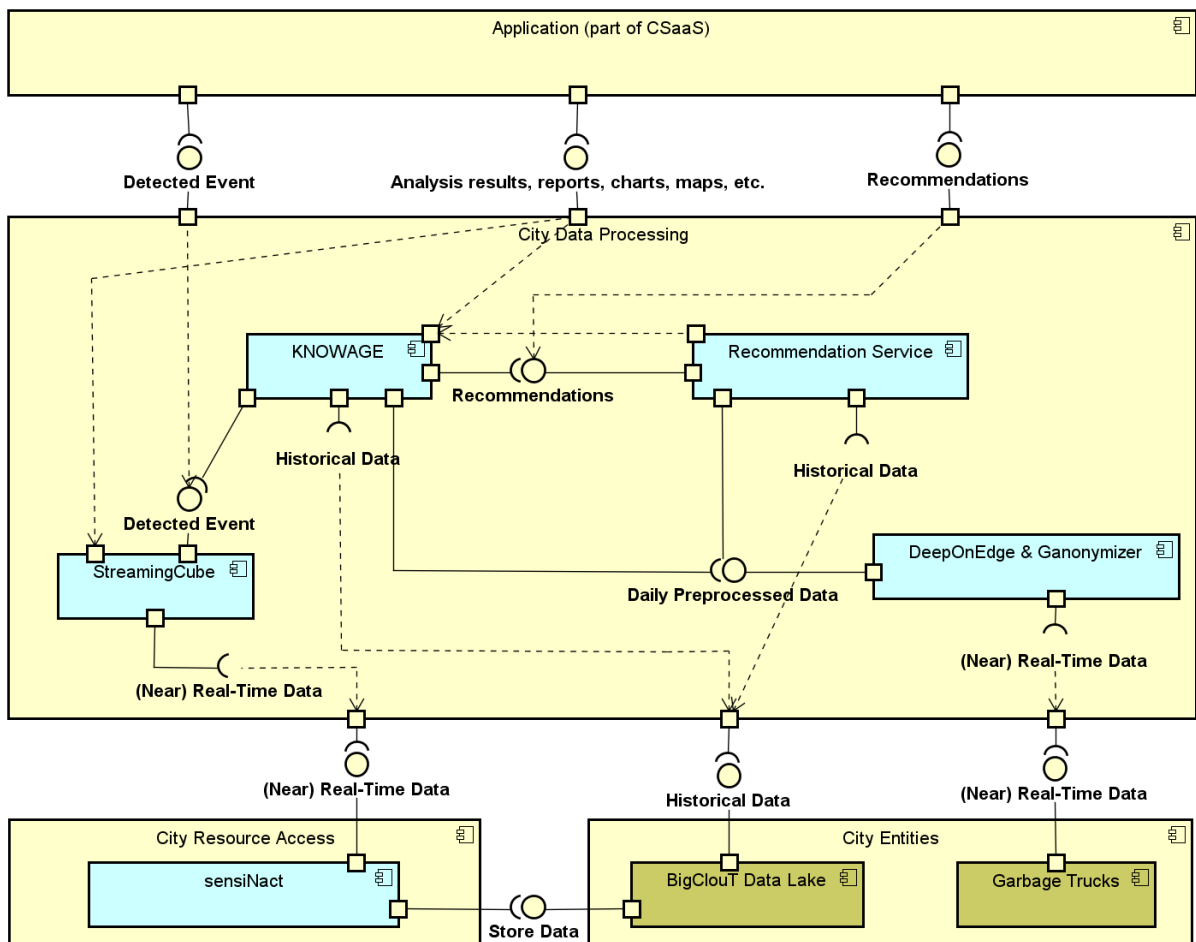 Application (part of CSaaS)
Detected Event
Analysis results, reports, charts, maps, etc.
Recommendations
City Data Processing
KNOWAGE
Recommendation Service
Recommendations
Historical Data
Historical Data
Detected Event
StreamingCube
DeepOnEdge & Ganonymizer
Daily Preprocessed Data
(Near) Real-Time Data
(Near) Real-Time Data
(Near) Real-Time Data
Historical Data
(Near) Real-Time Data
City Resource Access
City Entities
sensiNact
BigClouT Data Lake
Garbage Trucks
Store Data